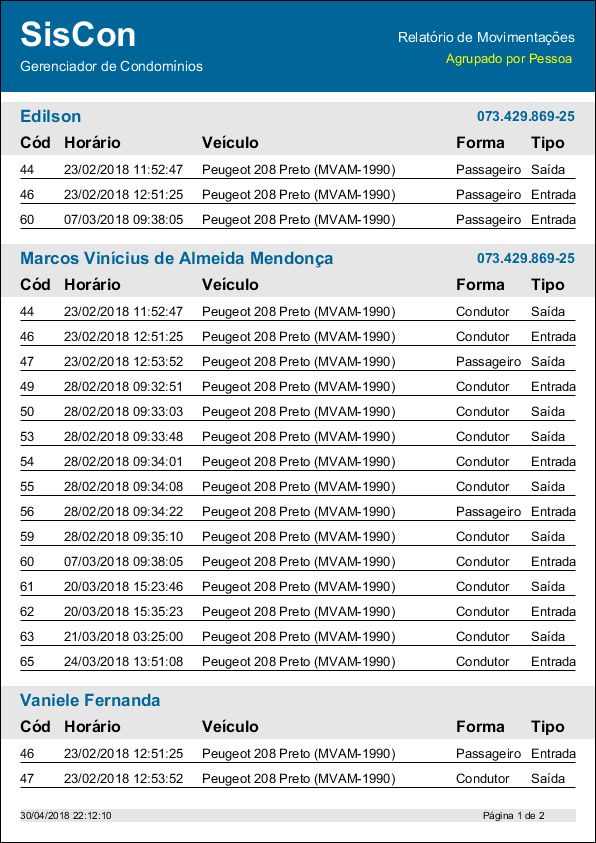 SisCon
Relatório de Movimentações
Gerenciador de Condomínios
Agrupado por Pessoa
Edilson 073.429.869-25
Cód Horário Veículo Forma Tipo
44 23/02/2018 11:52:47 Peugeot 208 Preto (MVAM-1990) Passageiro Saída
46 23/02/2018 12:51:25 Peugeot 208 Preto (MVAM-1990) Passageiro Entrada
60 07/03/2018 09:38:05 Peugeot 208 Preto (MVAM-1990) Passageiro Entrada
Marcos Vinícius de Almeida Mendonça 073.429.869-25
Cód Horário Veículo Forma Tipo
44 23/02/2018 11:52:47 Peugeot 208 Preto (MVAM-1990) Condutor Saída
46 23/02/2018 12:51:25 Peugeot 208 Preto (MVAM-1990) Condutor Entrada
47 23/02/2018 12:53:52 Peugeot 208 Preto (MVAM-1990) Passageiro Saída
49 28/02/2018 09:32:51 Peugeot 208 Preto (MVAM-1990) Condutor Entrada
50 28/02/2018 09:33:03 Peugeot 208 Preto (MVAM-1990) Condutor Saída
53 28/02/2018 09:33:48 Peugeot 208 Preto (MVAM-1990) Condutor Saída
54 28/02/2018 09:34:01 Peugeot 208 Preto (MVAM-1990) Condutor Entrada
55 28/02/2018 09:34:08 Peugeot 208 Preto (MVAM-1990) Condutor Saída
56 28/02/2018 09:34:22 Peugeot 208 Preto (MVAM-1990) Passageiro Entrada
59 28/02/2018 09:35:10 Peugeot 208 Preto (MVAM-1990) Condutor Saída
60 07/03/2018 09:38:05 Peugeot 208 Preto (MVAM-1990) Condutor Entrada
61 20/03/2018 15:23:46 Peugeot 208 Preto (MVAM-1990) Condutor Saída
62 20/03/2018 15:35:23 Peugeot 208 Preto (MVAM-1990) Condutor Entrada
63 21/03/2018 03:25:00 Peugeot 208 Preto (MVAM-1990) Condutor Saída
65 24/03/2018 13:51:08 Peugeot 208 Preto (MVAM-1990) Condutor Entrada
Vaniele Fernanda
Cód Horário Veículo Forma Tipo
46 23/02/2018 12:51:25 Peugeot 208 Preto (MVAM-1990) Passageiro Entrada
47 23/02/2018 12:53:52 Peugeot 208 Preto (MVAM-1990) Condutor Saída
30/04/2018 22:12:10 Página 1 de 2